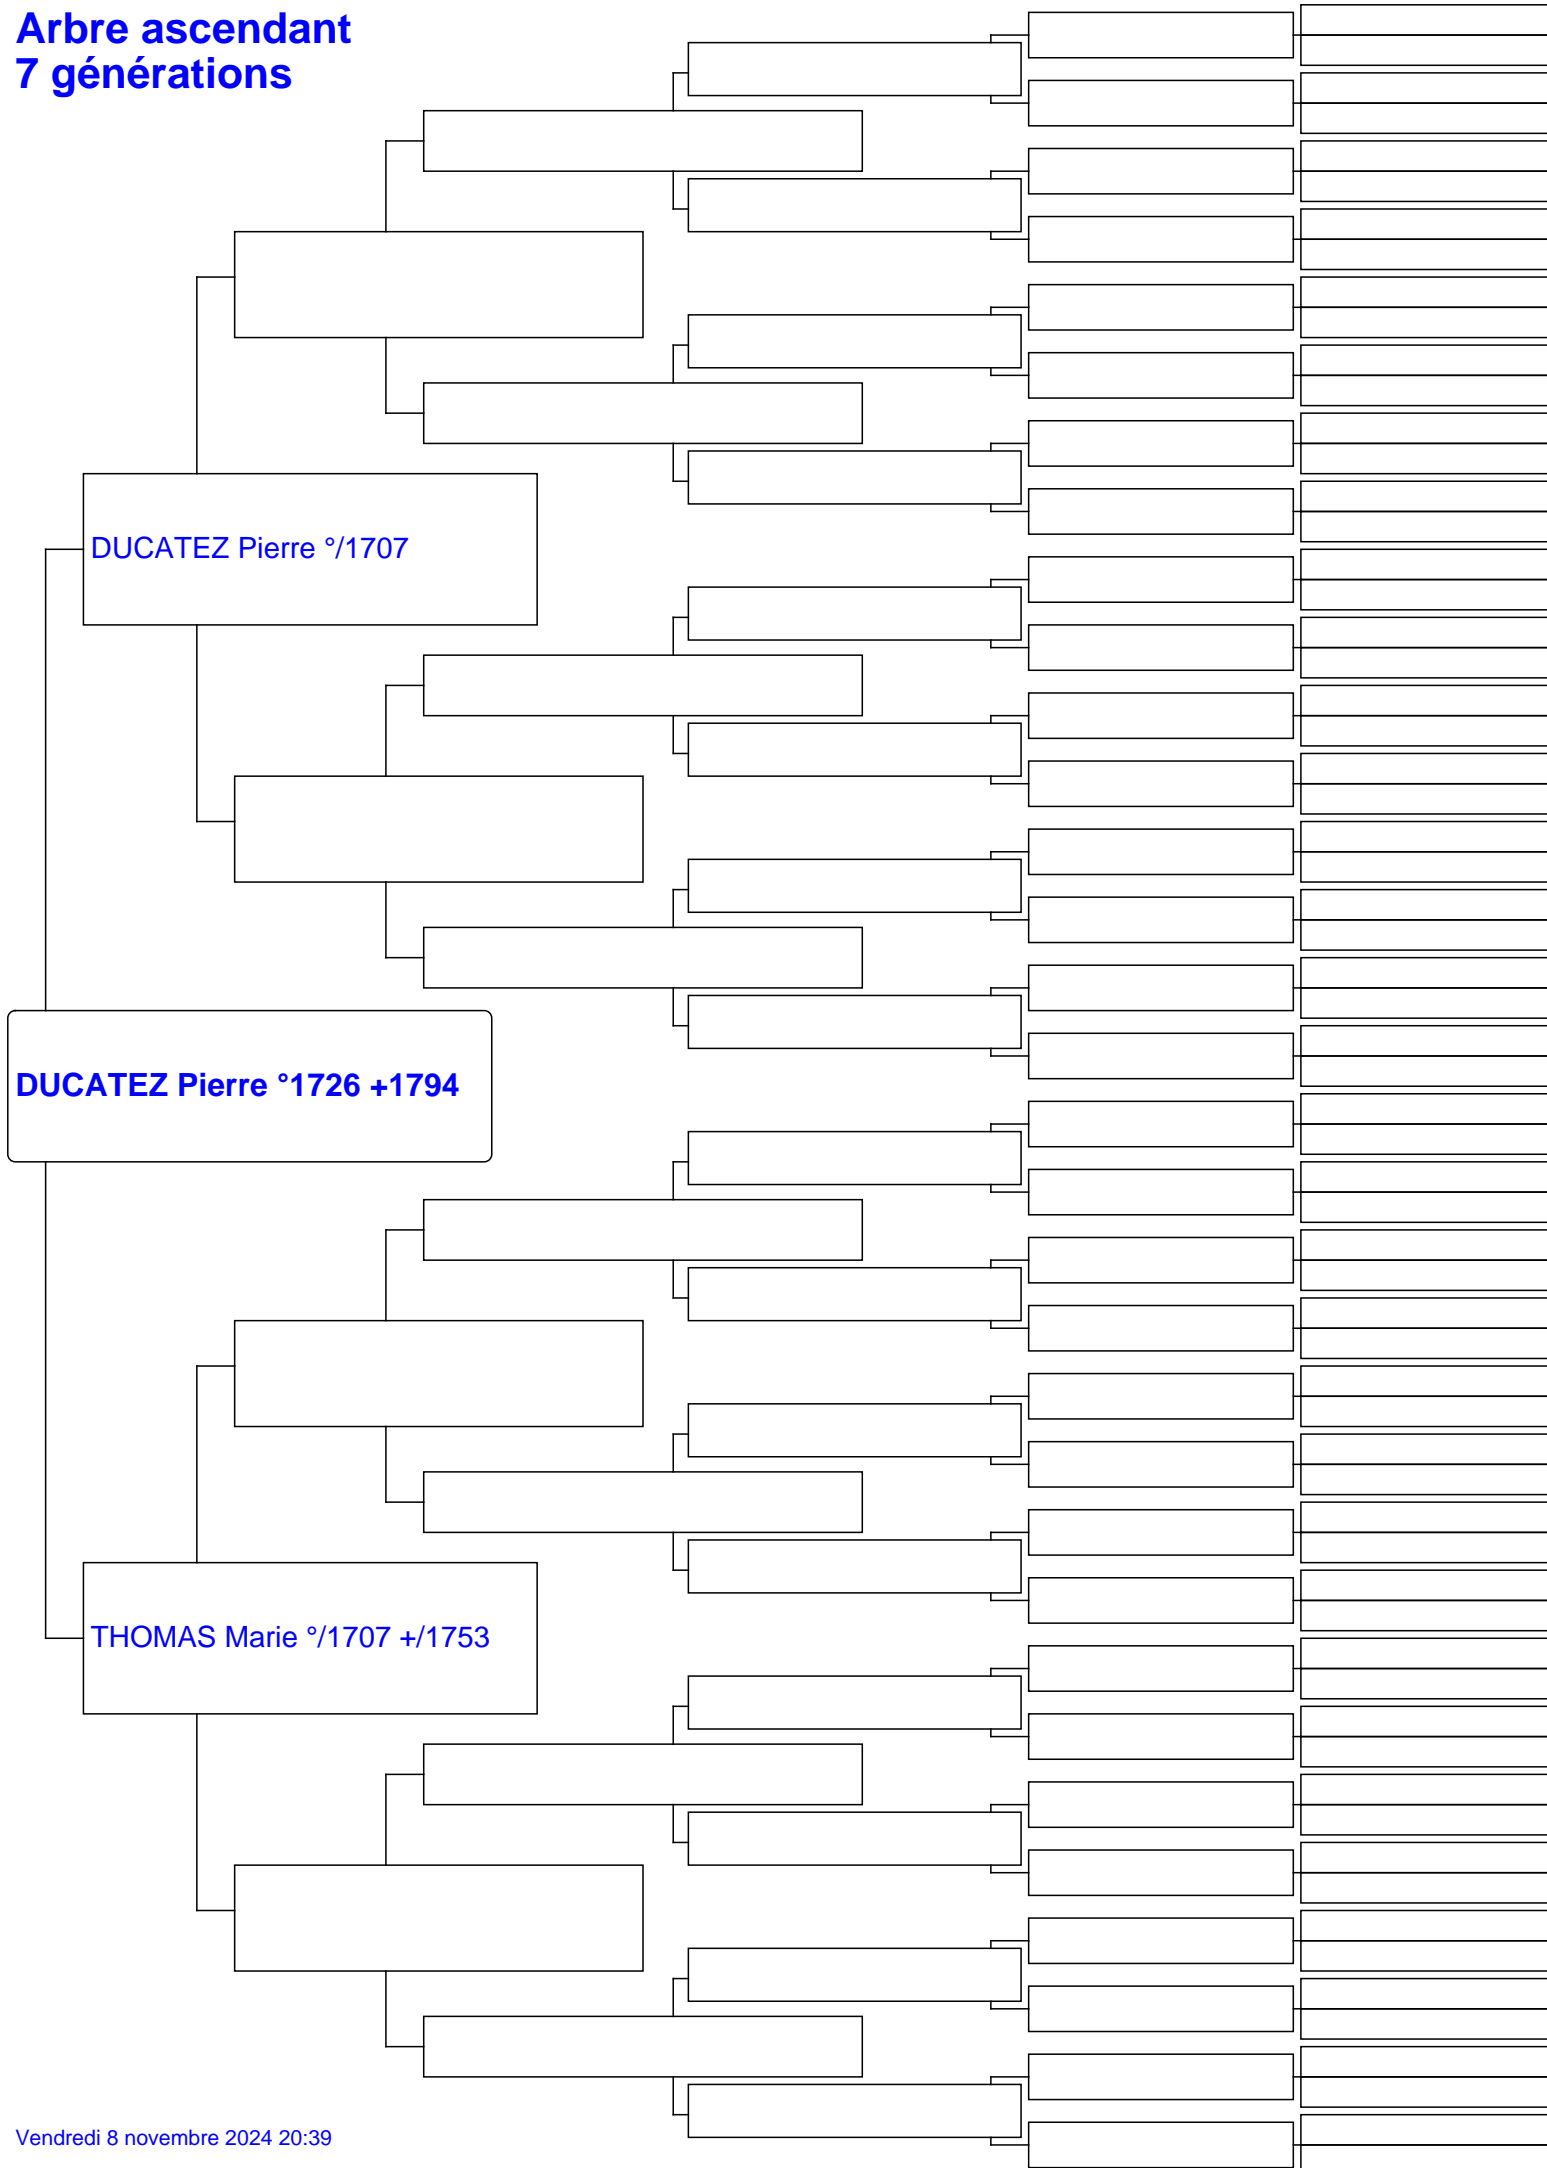 Arbre ascendant
7 générations
DUCATEZ Pierre °/1707
DUCATEZ Pierre °1726 +1794
THOMAS Marie °/1707 +/1753
Vendredi 8 novembre 2024 20:39